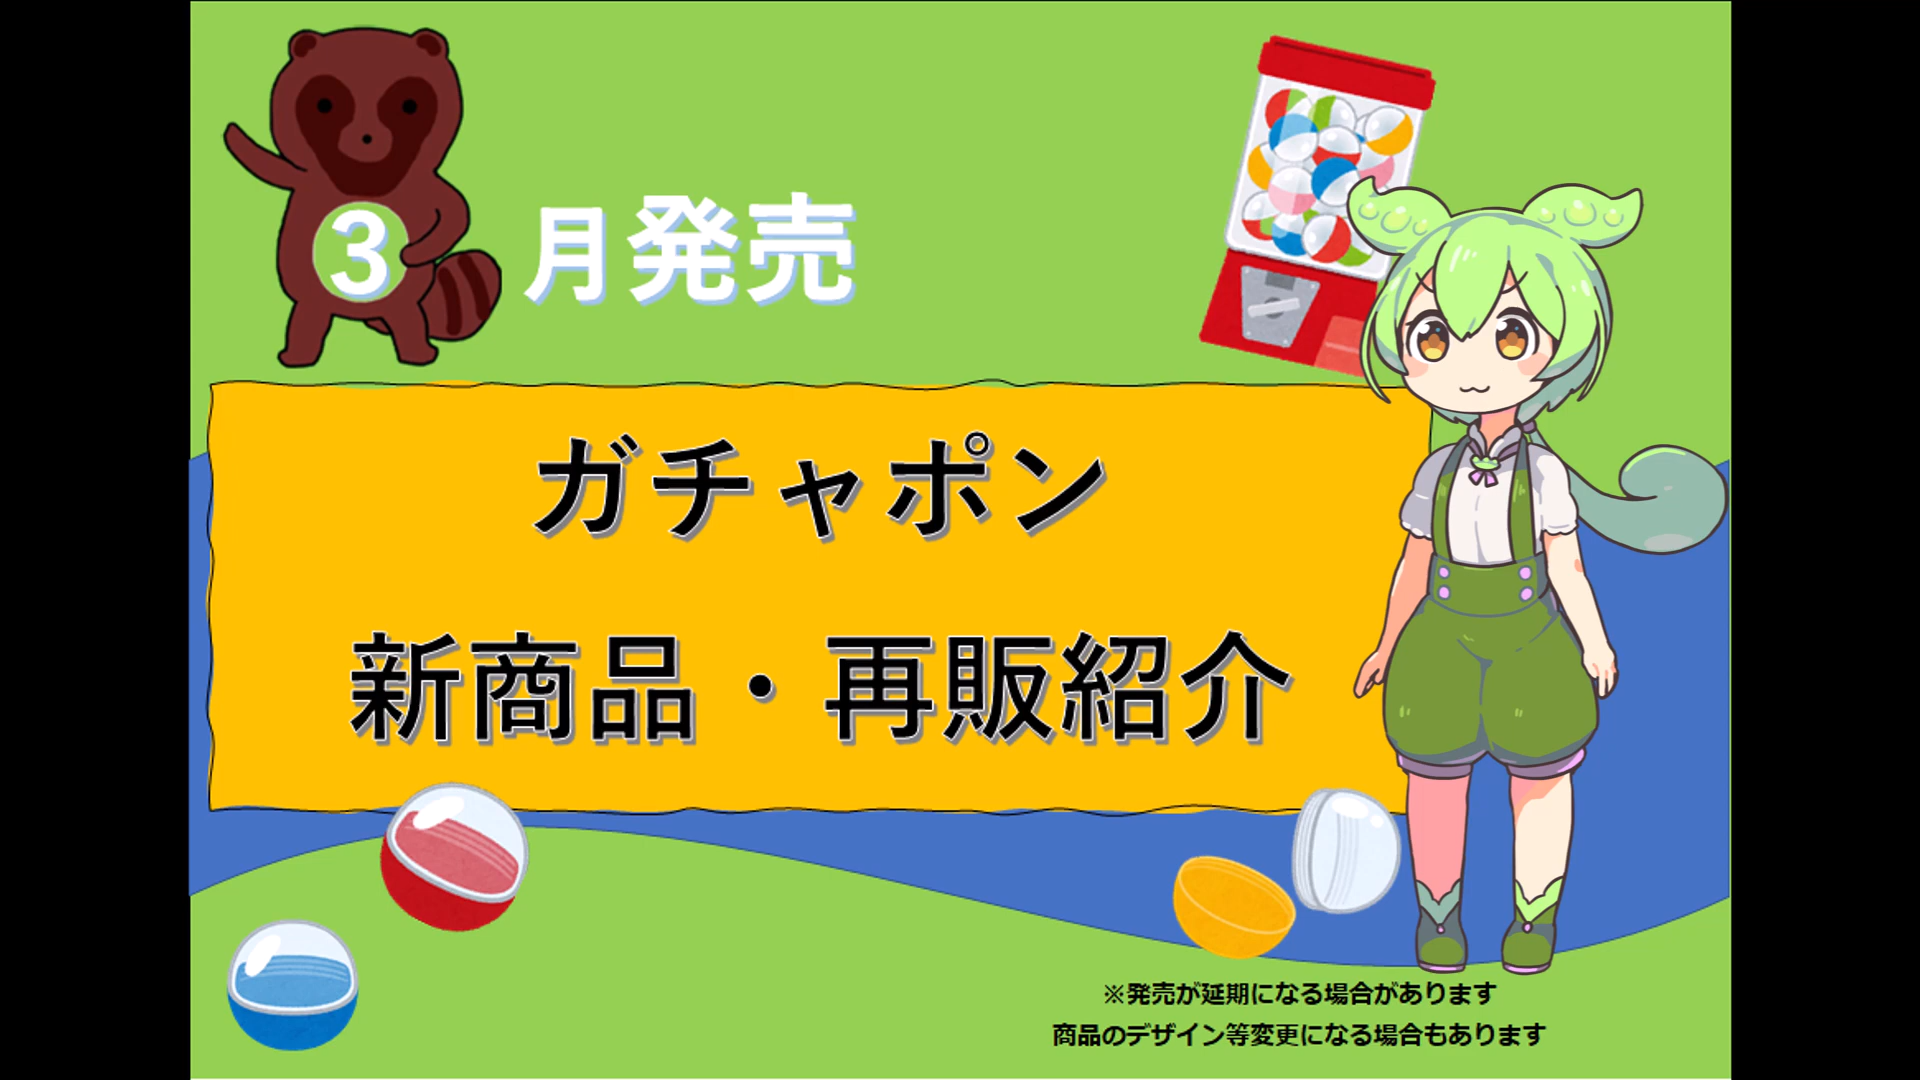 3月発売
ガチャポン
新商品・再販紹介
※発売が延期になる場合があります
商品のデザイン等変更になる場合もあります